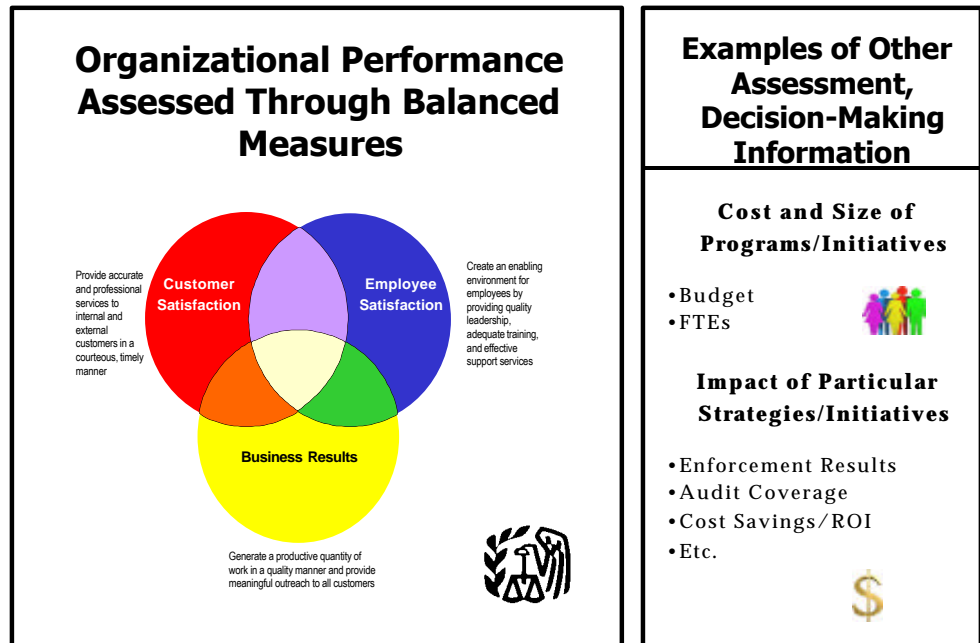 Organizational Performance
Assessed Through Balanced
Measures
Provide accurate
and professional
services to
internal and
external
customers in a
courteous, timely
manner
Customer
Satisfaction
Employee
Satisfaction
Create an enabling
environment for
employees by
providing quality
leadership,
adequate training,
and effective
support services
Business Results
Generate a productive quantity of
work in a quality manner and provide
meaningful outreach to all customers
Examples of Other
Assessment,
Decision-Making
Information
Cost and Size of
Programs/Initiatives
•Budget
•FTEs
Impact of Particular
Strategies/Initiatives
•Enforcement Results
•Audit Coverage
•Cost Savings/ROI
•Etc.
$